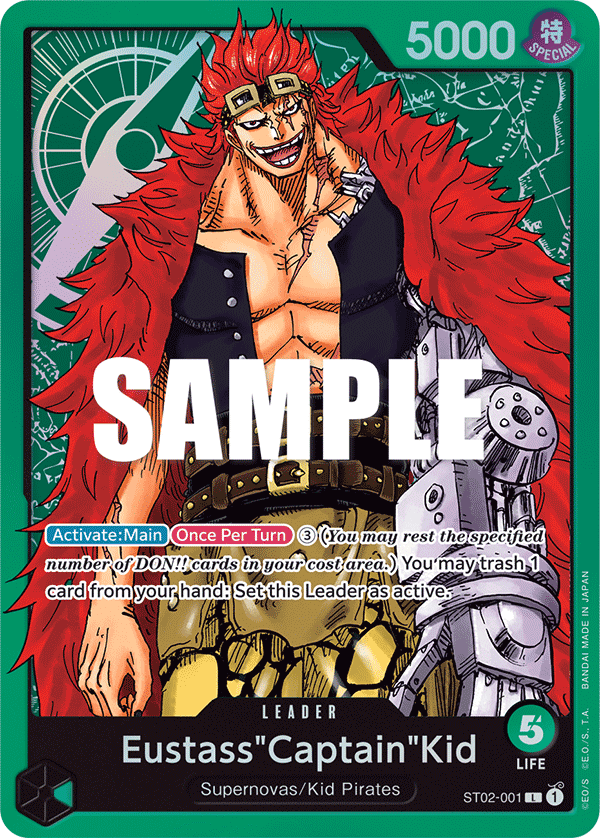 5000 特
SPECIAL
SAMPLE
Activate:Main Once Per Turn ③ (You may rest the specified
number of DON!! cards in your cost area.) You may trash 1
card from your hand: Set this Leader as active.
LEADER
Eustass"Captain"Kid
Supernovas/Kid Pirates
5
LIFE
ST02-001 L 1
©EO/S ©E.O./S., T.A. BANDAI MADE IN JAPAN